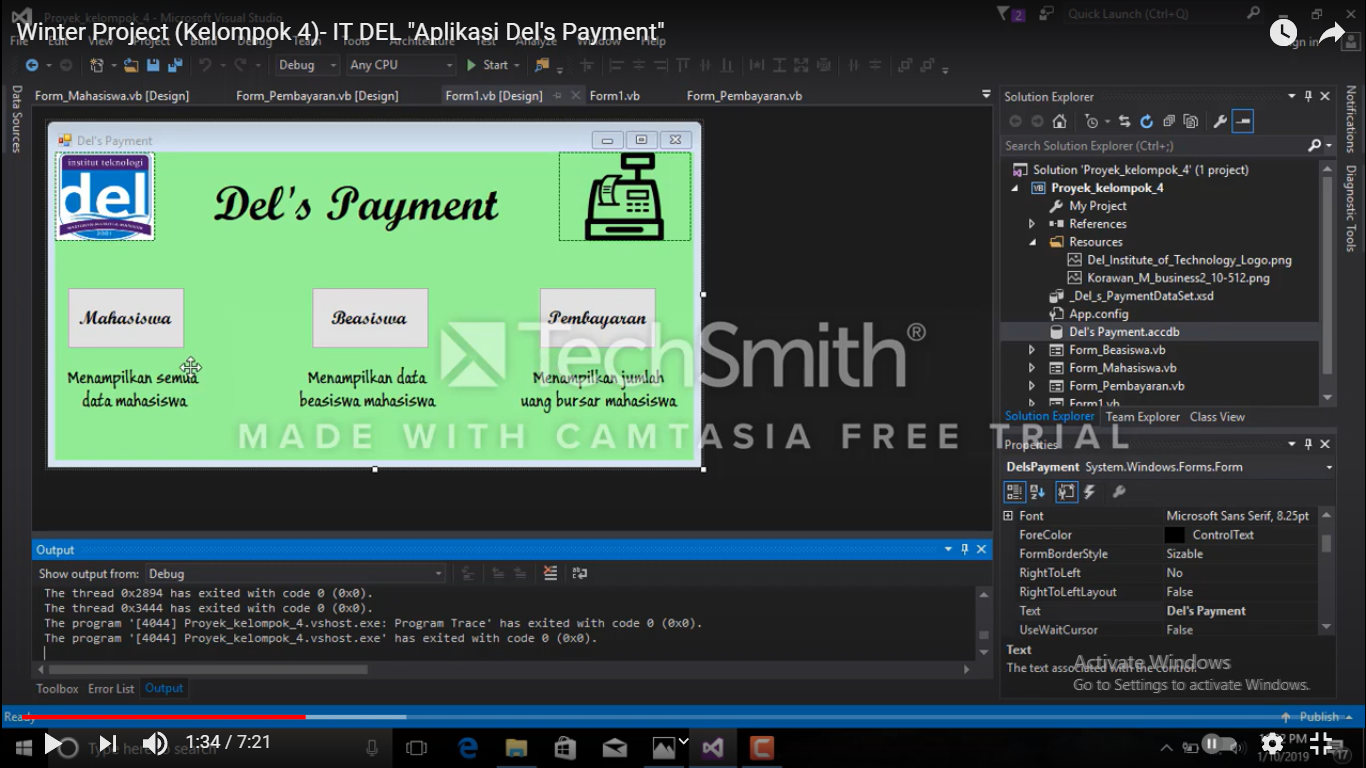 Proyek_kelompok_4 - Microsoft Visual Studio
Quick Launch (Ctrl+Q)
Winter Project (Kelompok 4)- IT DEL "Aplikasi Del's Payment"
File Edit View Project Build Debug Team Tools Architecture Test Analyze Window Help
Sign in
Debug Any CPU Start
Form_Mahasiswa.vb [Design] Form_Pembayaran.vb [Design] Form1.vb [Design] Form1.vb Form_Pembayaran.vb
Data Sources
Del's Payment
institut teknologi
del
2001
Del's Payment
Mahasiswa
Beasiswa
Pembayaran
Menampilkan semua
data mahasiswa
Menampilkan data
beasiswa mahasiswa
Menampilkan jumlah
uang bursar mahasiswa
TechSmith®
MADE WITH CAMTASIA FREE TRIAL
Solution Explorer
Search Solution Explorer (Ctrl+;)
Solution 'Proyek_kelompok_4' (1 project)
VB Proyek_kelompok_4
My Project
References
Resources
Del_Institute_of_Technology_Logo.png
Korawan_M_business2_10-512.png
_Del_s_PaymentDataSet.xsd
App.config
Del's Payment.accdb
Form_Beasiswa.vb
Form_Mahasiswa.vb
Form_Pembayaran.vb
Form1.vb
Solution Explorer Team Explorer Class View
Notifications
Diagnostic Tools
Properties
DelsPayment System.Windows.Forms.Form
Font Microsoft Sans Serif, 8.25pt
ForeColor ControlText
FormBorderStyle Sizable
RightToLeft No
RightToLeftLayout False
Text Del's Payment
UseWaitCursor False
Text
The text associated with the control.
Activate Windows
Go to Settings to activate Windows.
Output
Show output from: Debug
The thread 0x2894 has exited with code 0 (0x0).
The thread 0x3444 has exited with code 0 (0x0).
The program '[4044] Proyek_kelompok_4.vshost.exe: Program Trace' has exited with code 0 (0x0).
The program '[4044] Proyek_kelompok_4.vshost.exe' has exited with code 0 (0x0).
Toolbox Error List Output
Ready
Publish
Type here to search
1:34 / 7:21
PM
1/10/2019
17